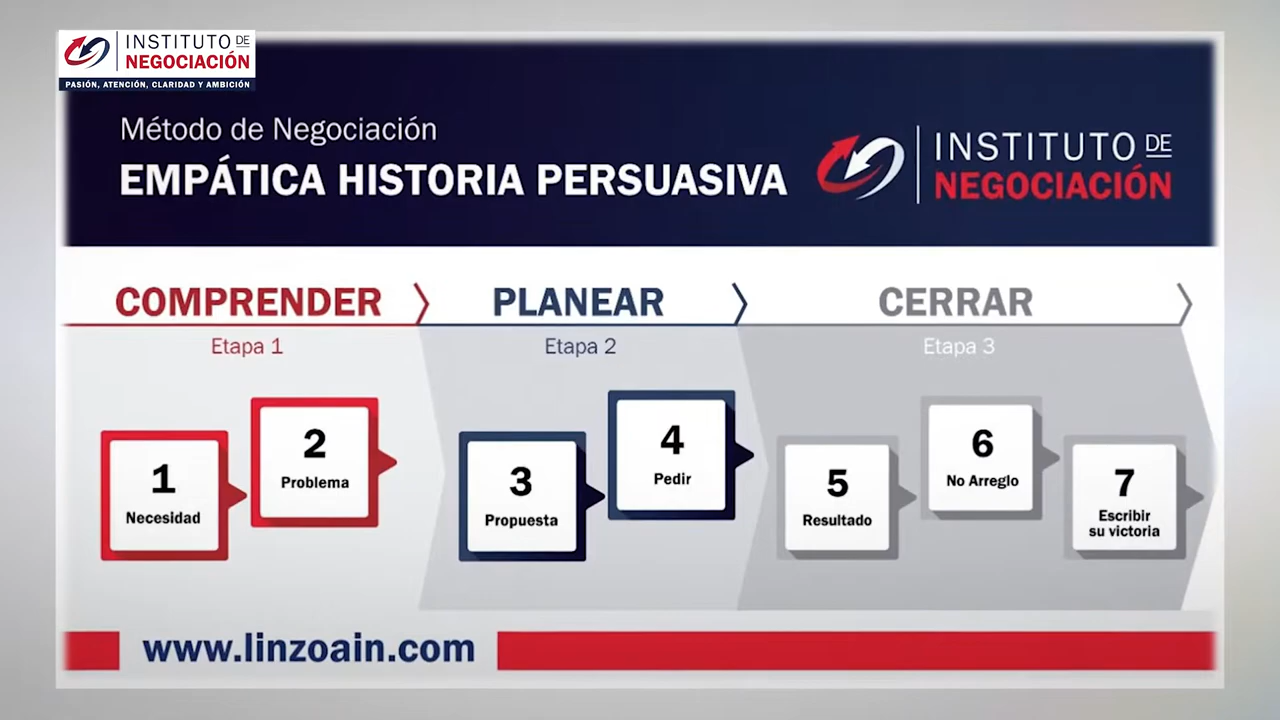 INSTITUTO DE
NEGOCIACIÓN
PASIÓN, ATENCIÓN, CLARIDAD Y AMBICIÓN
Método de Negociación
EMPÁTICA HISTORIA PERSUASIVA
INSTITUTO DE
NEGOCIACIÓN
COMPRENDER
PLANEAR
CERRAR
Etapa 1
Etapa 2
Etapa 3
1
Necesidad
2
Problema
3
Propuesta
4
Pedir
5
Resultado
6
No Arreglo
7
Escribir
su victoria
www.linzoain.com